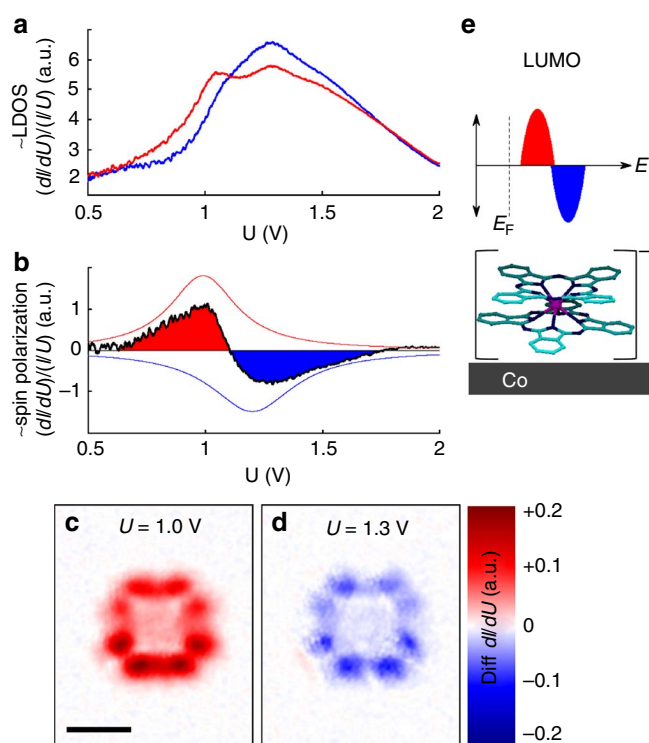 a
~LDOS
(dI/dU)/(I/U) (a.u.)
6
5
4
3
2
0.5
1
1.5
2
U (V)
b
~spin polarization
(dI/dU)/(I/U) (a.u.)
1
0
−1
0.5
1
1.5
2
U (V)
e
LUMO
E
E_F
−
Co
c
U = 1.0 V
d
U = 1.3 V
+0.2
+0.1
0
−0.1
−0.2
Diff dI/dU (a.u.)